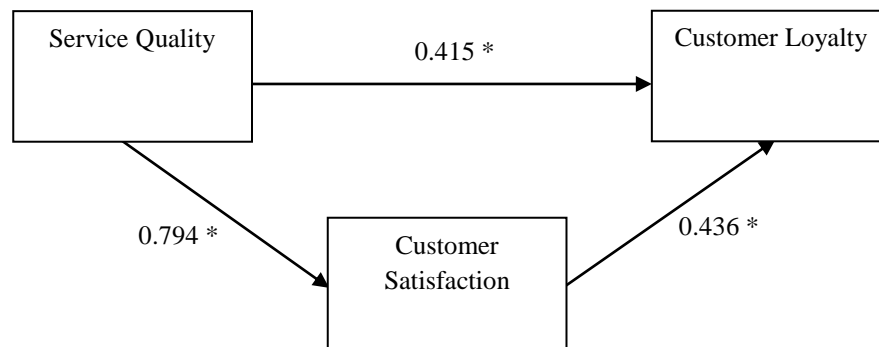 Service Quality
0.415 *
Customer Loyalty
0.794 *
Customer
Satisfaction
0.436 *